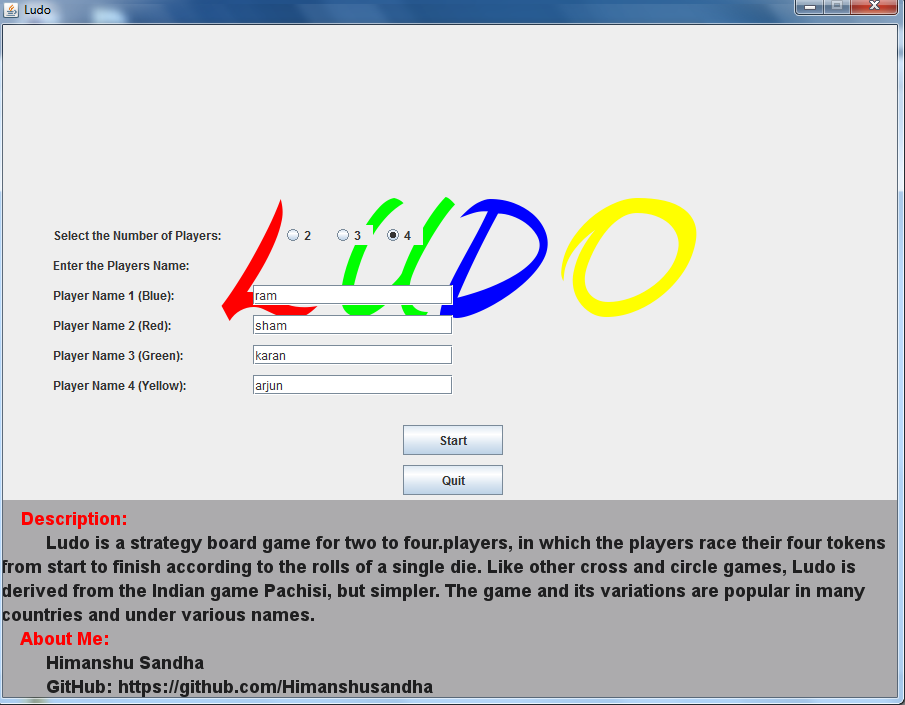 Ludo
LUDO
Select the Number of Players: 2 3 4
Enter the Players Name:
Player Name 1 (Blue): ram
Player Name 2 (Red): sham
Player Name 3 (Green): karan
Player Name 4 (Yellow): arjun
Start
Quit
Description:
Ludo is a strategy board game for two to four.players, in which the players race their four tokens
from start to finish according to the rolls of a single die. Like other cross and circle games, Ludo is
derived from the Indian game Pachisi, but simpler. The game and its variations are popular in many
countries and under various names.
About Me:
Himanshu Sandha
GitHub: https://github.com/Himanshusandha